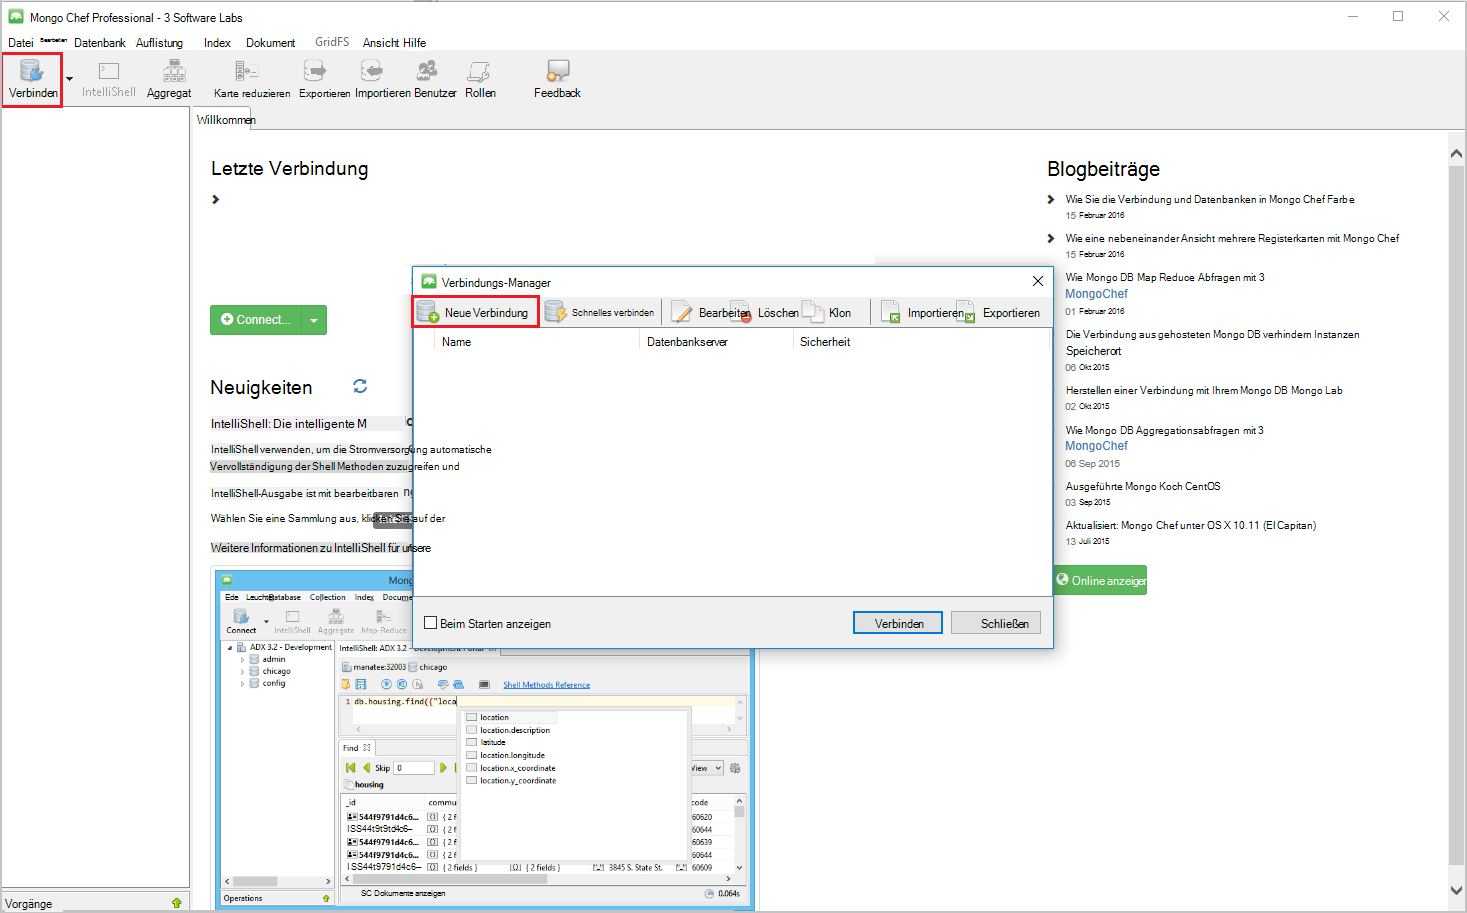 Mongo Chef Professional - 3 Software Labs
Datei Bearbeiten Datenbank Auflistung Index Dokument GridFS Ansicht Hilfe
Verbinden IntelliShell Aggregat Karte reduzieren Exportieren Importieren Benutzer Rollen Feedback
Willkommen
Letzte Verbindung
Connect...
Neuigkeiten
IntelliShell: Die intelligente M
IntelliShell verwenden, um die Stromversorgung automatische
Vervollständigung der Shell Methoden zuzugreifen und
IntelliShell-Ausgabe ist mit bearbeitbaren
Wählen Sie eine Sammlung aus, klicken Sie auf der
Weitere Informationen zu IntelliShell für unsere
Verbindungs-Manager
Neue Verbindung Schnelles verbinden Bearbeiten Löschen Klon Importieren Exportieren
Name Datenbankserver Sicherheit
Beim Starten anzeigen
Verbinden Schließen
Blogbeiträge
Wie Sie die Verbindung und Datenbanken in Mongo Chef Farbe
15 Februar 2016
Wie eine nebeneinander Ansicht mehrere Registerkarten mit Mongo Chef
15 Februar 2016
Wie Mongo DB Map Reduce Abfragen mit 3
MongoChef
01 Februar 2016
Die Verbindung aus gehosteten Mongo DB verhindern Instanzen
Speicherort
06 Okt 2015
Herstellen einer Verbindung mit Ihrem Mongo DB Mongo Lab
02 Okt 2015
Wie Mongo DB Aggregationsabfragen mit 3
MongoChef
06 Sep 2015
Ausgeführte Mongo Koch CentOS
03 Sep 2015
Aktualisiert: Mongo Chef unter OS X 10.11 (El Capitan)
13 Juli 2015
Online anzeigen
Mong
Ede Leucht Database Collection Index Docume
Connect IntelliShell Aggregate Map-Reduce
ADX 3.2 - Development
admin
chicago
config
Operations
IntelliShell: ADX 3.2 - Development
manatee:32003 chicago
Shell Methods Reference
1 db.housing.find({"loca
location
location.description
latitude
location.longitude
location.x_coordinate
location.y_coordinate
Find
Skip 0 View
housing
_id commu code
544f9791d4c6... { 2 f 60620
ISS44t9t9td4c6– { 2 f 60644
544f9791d4c6... { 2 f 60639
544f9791d4c6... { 2 f 60644
ISS44t9791d4c6– { 2 fields } { 2 fields } 3845 S. State St. 60609
SC Dokumente anzeigen 0.064s
Vorgänge